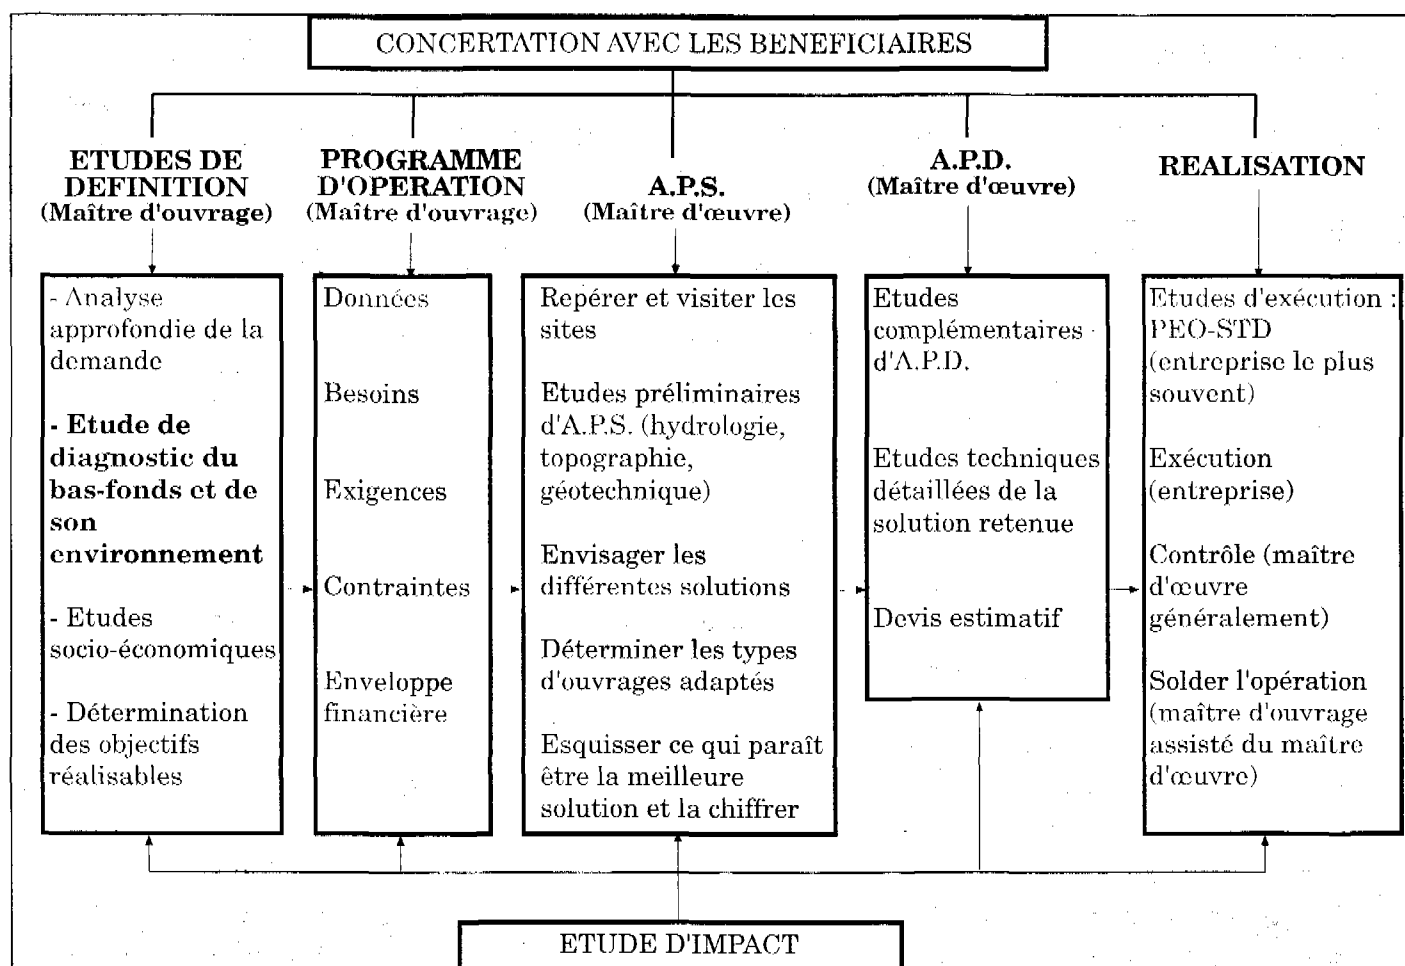 CONCERTATION AVEC LES BENEFICIAIRES
ETUDES DE
DEFINITION
(Maître d'ouvrage)
- Analyse
approfondie de la
demande
- Etude de
diagnostic du
bas-fonds et de
son
environnement
- Etudes
socio-économiques
- Détermination
des objectifs
réalisables
PROGRAMME
D'OPERATION
(Maître d'ouvrage)
Données
Besoins
Exigences
Contraintes
Enveloppe
financière
A.P.S.
(Maître d'œuvre)
Repérer et visiter les
sites
Etudes préliminaires
d'A.P.S. (hydrologie,
topographie,
géotechnique)
Envisager les
différentes solutions
Déterminer les types
d'ouvrages adaptés
Esquisser ce qui paraît
être la meilleure
solution et la chiffrer
A.P.D.
(Maître d'œuvre)
Etudes
complémentaires
d'A.P.D.
Etudes techniques
détaillées de la
solution retenue
Devis estimatif
REALISATION
Etudes d'exécution :
PEO-STD
(entreprise le plus
souvent)
Exécution
(entreprise)
Contrôle (maître
d'œuvre
généralement)
Solder l'opération
(maître d'ouvrage
assisté du maître
d'œuvre)
ETUDE D'IMPACT